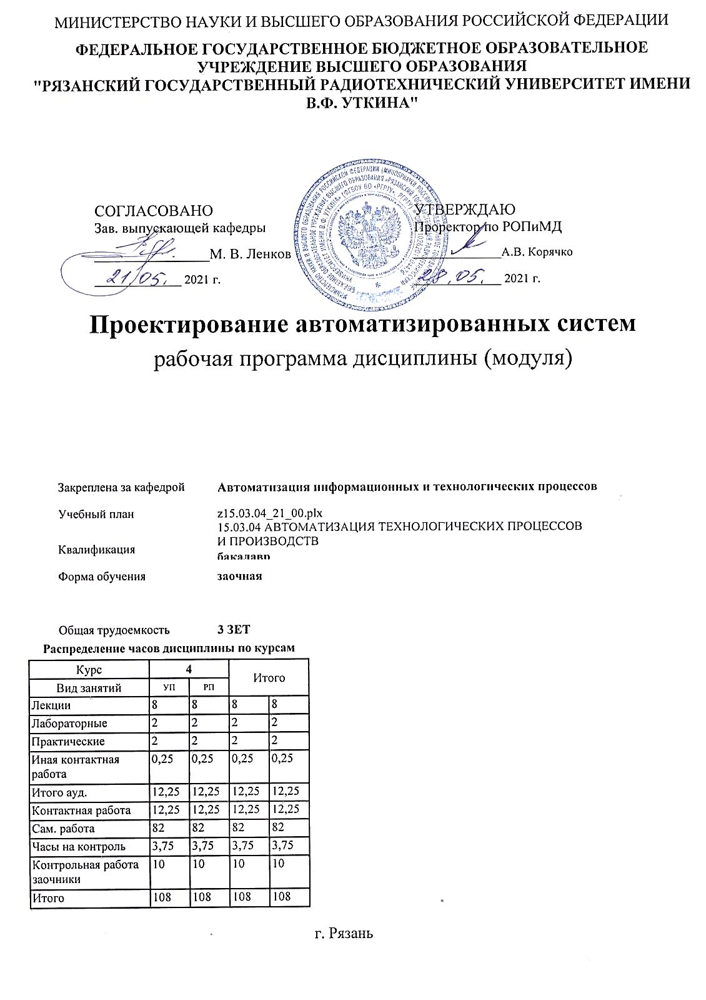 МИНИСТЕРСТВО НАУКИ И ВЫСШЕГО ОБРАЗОВАНИЯ РОССИЙСКОЙ ФЕДЕРАЦИИ
ФЕДЕРАЛЬНОЕ ГОСУДАРСТВЕННОЕ БЮДЖЕТНОЕ ОБРАЗОВАТЕЛЬНОЕ
УЧРЕЖДЕНИЕ ВЫСШЕГО ОБРАЗОВАНИЯ
"РЯЗАНСКИЙ ГОСУДАРСТВЕННЫЙ РАДИОТЕХНИЧЕСКИЙ УНИВЕРСИТЕТ ИМЕНИ
В.Ф. УТКИНА"
СОГЛАСОВАНО
Зав. выпускающей кафедры
М. В. Ленков
21/05. 2021 г.
УТВЕРЖДАЮ
Проректор по РОПиМД
А.В. Корячко
28.05. 2021 г.
Проектирование автоматизированных систем
рабочая программа дисциплины (модуля)
Закреплена за кафедрой Автоматизация информационных и технологических процессов
Учебный план z15.03.04_21_00.plx
15.03.04 АВТОМАТИЗАЦИЯ ТЕХНОЛОГИЧЕСКИХ ПРОЦЕССОВ
И ПРОИЗВОДСТВ
Квалификация бакалавр
Форма обучения заочная
Общая трудоемкость 3 ЗЕТ
Распределение часов дисциплины по курсам
Курс 4 Итого
Вид занятий УП РП
Лекции 8 8 8 8
Лабораторные 2 2 2 2
Практические 2 2 2 2
Иная контактная
работа 0,25 0,25 0,25 0,25
Итого ауд. 12,25 12,25 12,25 12,25
Контактная работа 12,25 12,25 12,25 12,25
Сам. работа 82 82 82 82
Часы на контроль 3,75 3,75 3,75 3,75
Контрольная работа
заочники 10 10 10 10
Итого 108 108 108 108
г. Рязань